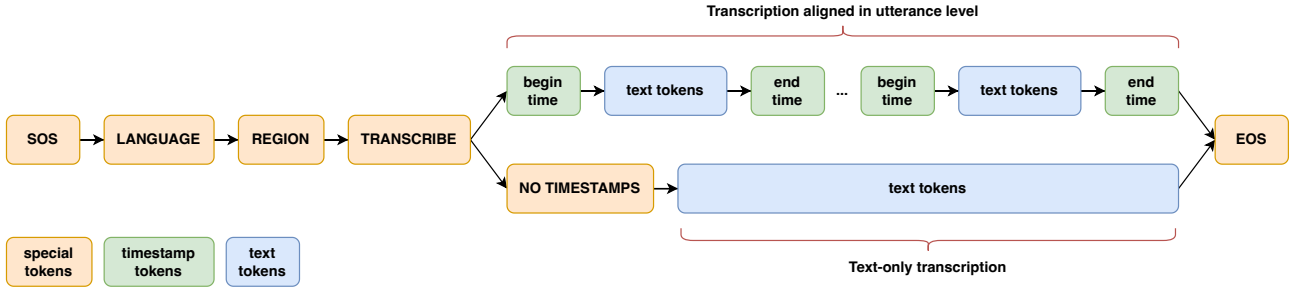 Transcription aligned in utterance level
begin
time
text tokens
end
time
...
begin
time
text tokens
end
time
SOS
LANGUAGE
REGION
TRANSCRIBE
EOS
NO TIMESTAMPS
text tokens
special
tokens
timestamp
tokens
text
tokens
Text-only transcription